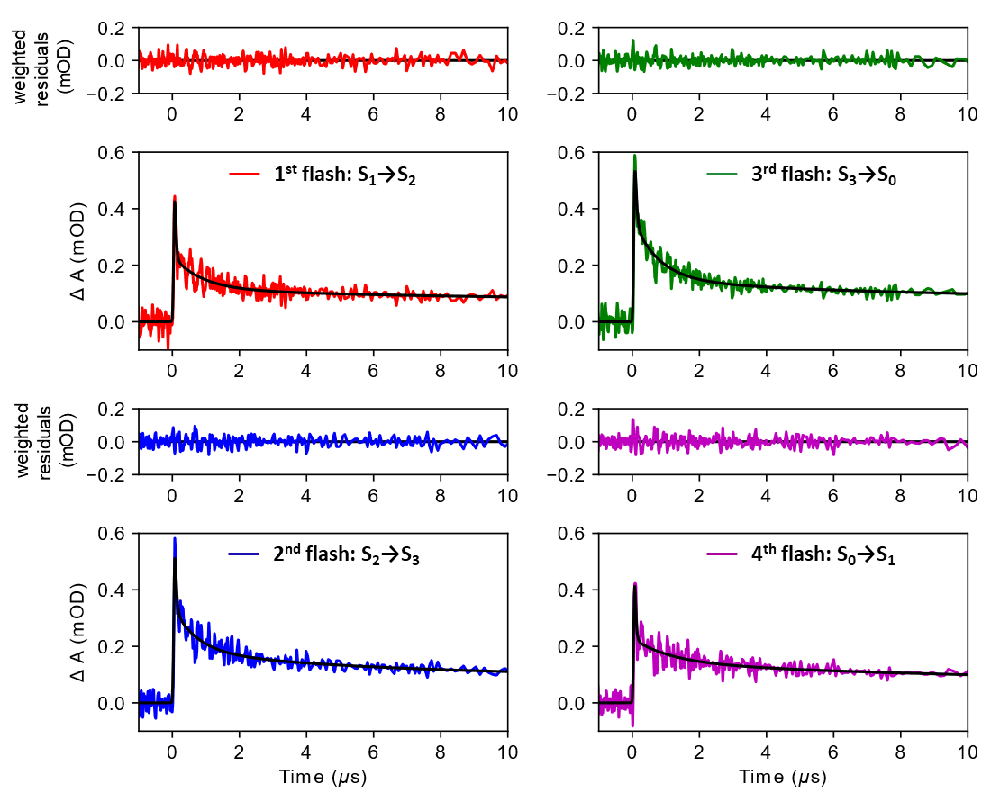 weighted
residuals
(mOD)
0.2
0.0
−0.2
0 2 4 6 8 10
0.2
0.0
−0.2
0 2 4 6 8 10
Δ A (mOD)
0.6
0.4
0.2
0.0
1st flash: S1→S2
0 2 4 6 8 10
0.6
0.4
0.2
0.0
3rd flash: S3→S0
0 2 4 6 8 10
weighted
residuals
(mOD)
0.2
0.0
−0.2
0 2 4 6 8 10
0.2
0.0
−0.2
0 2 4 6 8 10
Δ A (mOD)
0.6
0.4
0.2
0.0
2nd flash: S2→S3
0 2 4 6 8 10
Time (μs)
0.6
0.4
0.2
0.0
4th flash: S0→S1
0 2 4 6 8 10
Time (μs)